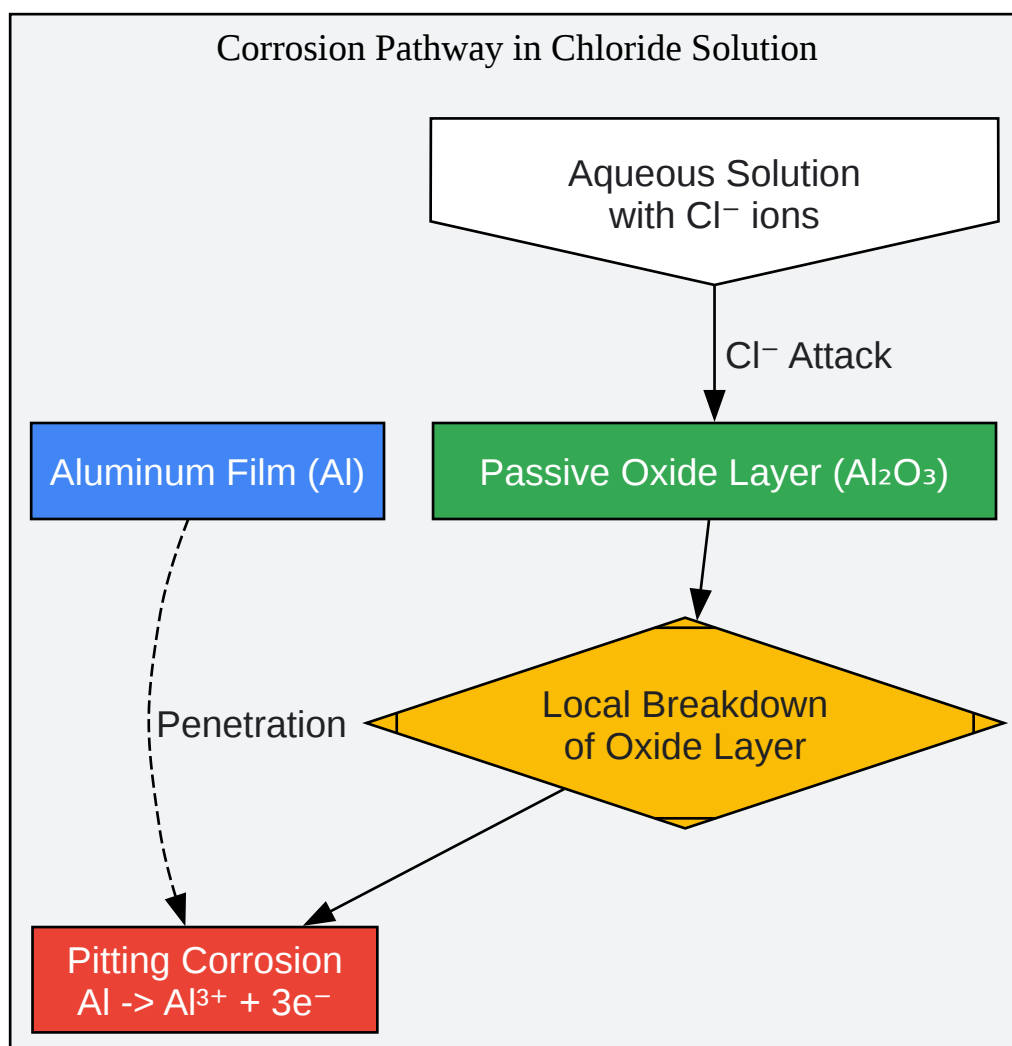 Corrosion Pathway in Chloride Solution
Aqueous Solution
with Cl⁻ ions
Cl⁻ Attack
Aluminum Film (Al)
Passive Oxide Layer (Al₂O₃)
Penetration
Local Breakdown
of Oxide Layer
Pitting Corrosion
Al -> Al³⁺ + 3e⁻